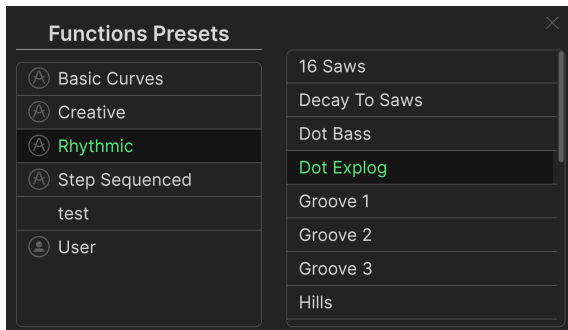 Functions Presets
Basic Curves
Creative
Rhythmic
Step Sequenced
test
User
16 Saws
Decay To Saws
Dot Bass
Dot Explog
Groove 1
Groove 2
Groove 3
Hills